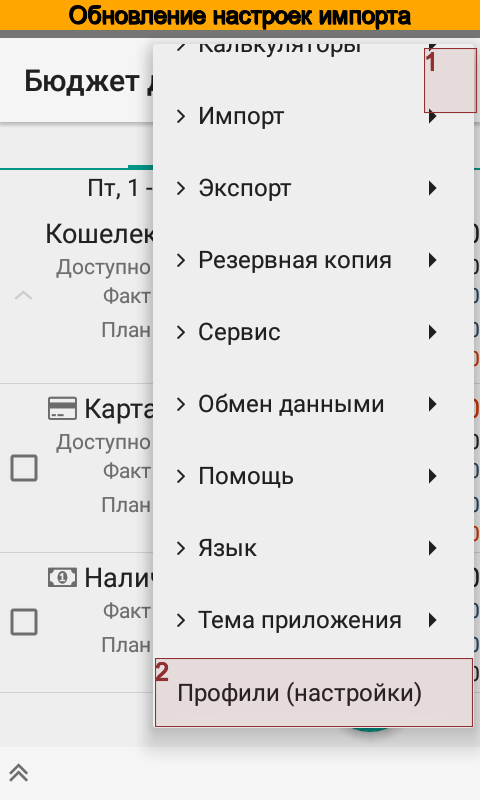 Обновление настроек импорта
1
Калькуляторы
Бюджет
Импорт
Пт, 1 -
Экспорт
Кошелек
Доступно
Резервная копия
Факт
План
Сервис
Карта
Обмен данными
Доступно
Факт
Помощь
План
Язык
Факт
Тема приложения
План
2
Профили (настройки)